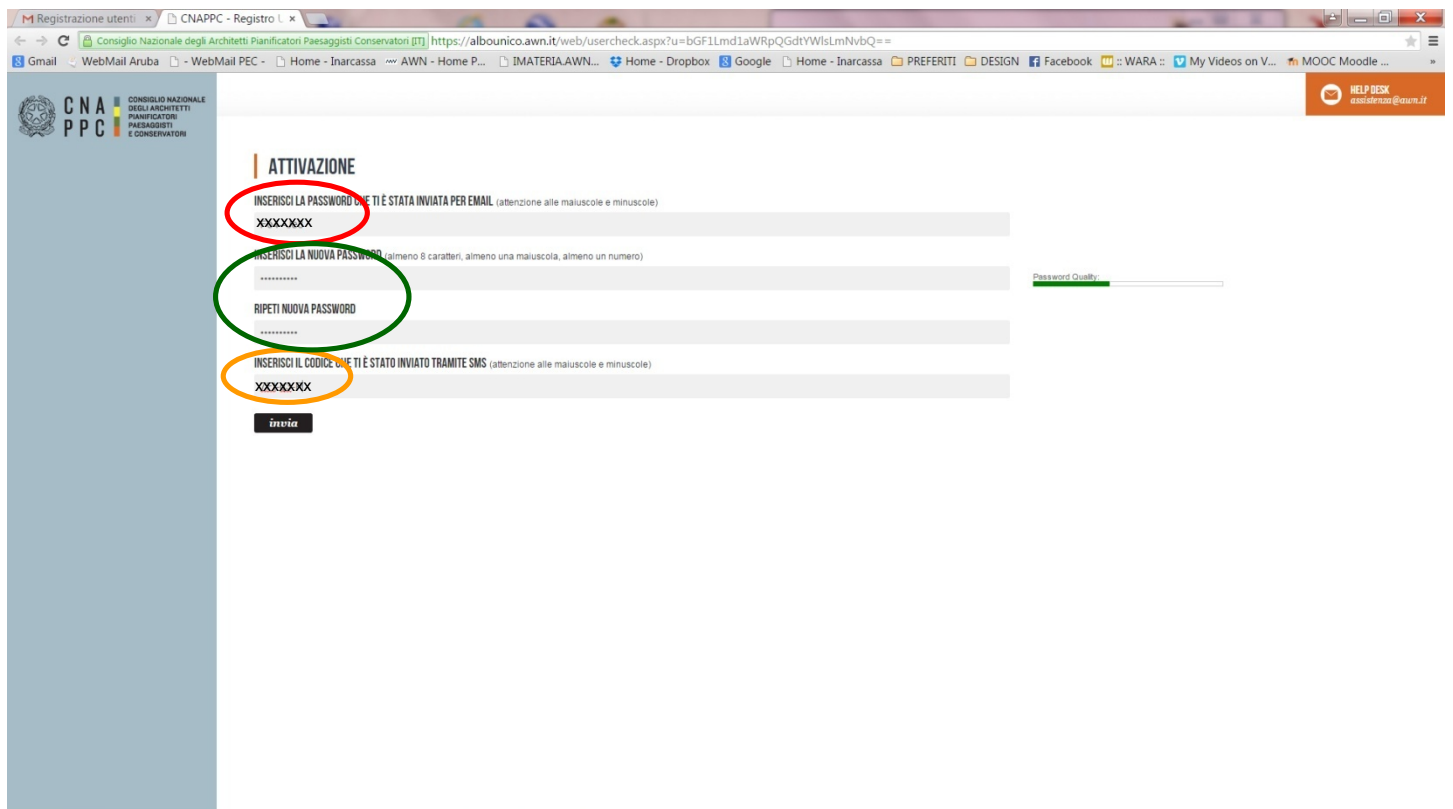 Registrazione utenti
CNAPPC - Registro U
Consiglio Nazionale degli Architetti Pianificatori Paesaggisti Conservatori [IT] https://albounico.awn.it/web/usercheck.aspx?u=bGF1Lmd1aWRpQGdtYWlsLmNvbQ==
Gmail WebMail Aruba - WebMail PEC - Home - Inarcassa AWN - Home P... IMATERIA.AWN... Home - Dropbox Google Home - Inarcassa PREFERITI DESIGN Facebook :: WARA :: My Videos on V... MOOC Moodle ... »
CNA
PPC
CONSIGLIO NAZIONALE
DEGLI ARCHITETTI
PIANIFICATORI
PAESAGGISTI
E CONSERVATORI
HELP DESK
assistenza@awn.it
ATTIVAZIONE
INSERISCI LA PASSWORD CHE TI È STATA INVIATA PER EMAIL (attenzione alle maiuscole e minuscole)
XXXXXXX
INSERISCI LA NUOVA PASSWORD (almeno 8 caratteri, almeno una maiuscola, almeno un numero)
••••••••••
Password Quality:
RIPETI NUOVA PASSWORD
••••••••••
INSERISCI IL CODICE CHE TI È STATO INVIATO TRAMITE SMS (attenzione alle maiuscole e minuscole)
XXXXXXX
invia